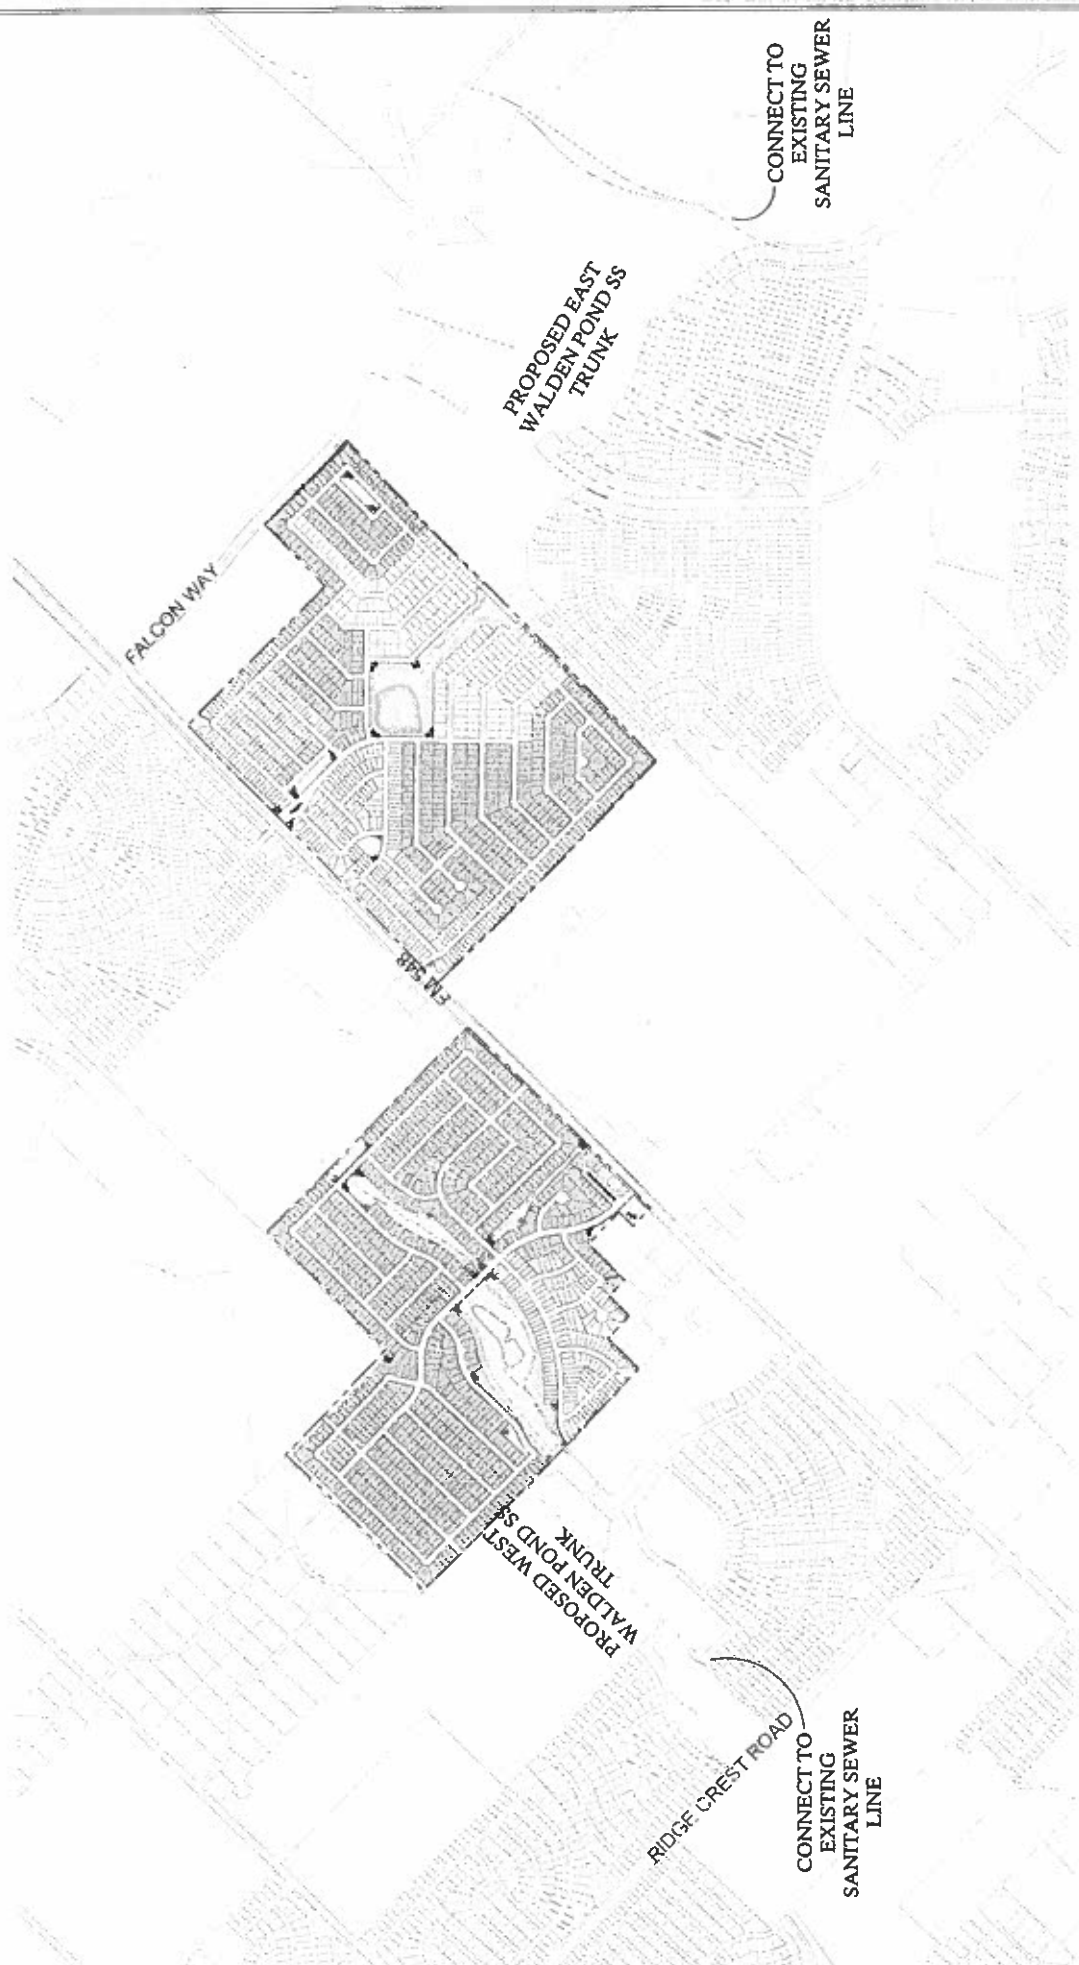 CONNECT TO
EXISTING
SANITARY SEWER
LINE
PROPOSED EAST
WALDEN POND SS
TRUNK
FALCON WAY
FM 548
PROPOSED WEST
WALDEN POND SS
TRUNK
RIDGE CREST ROAD
CONNECT TO
EXISTING
SANITARY SEWER
LINE